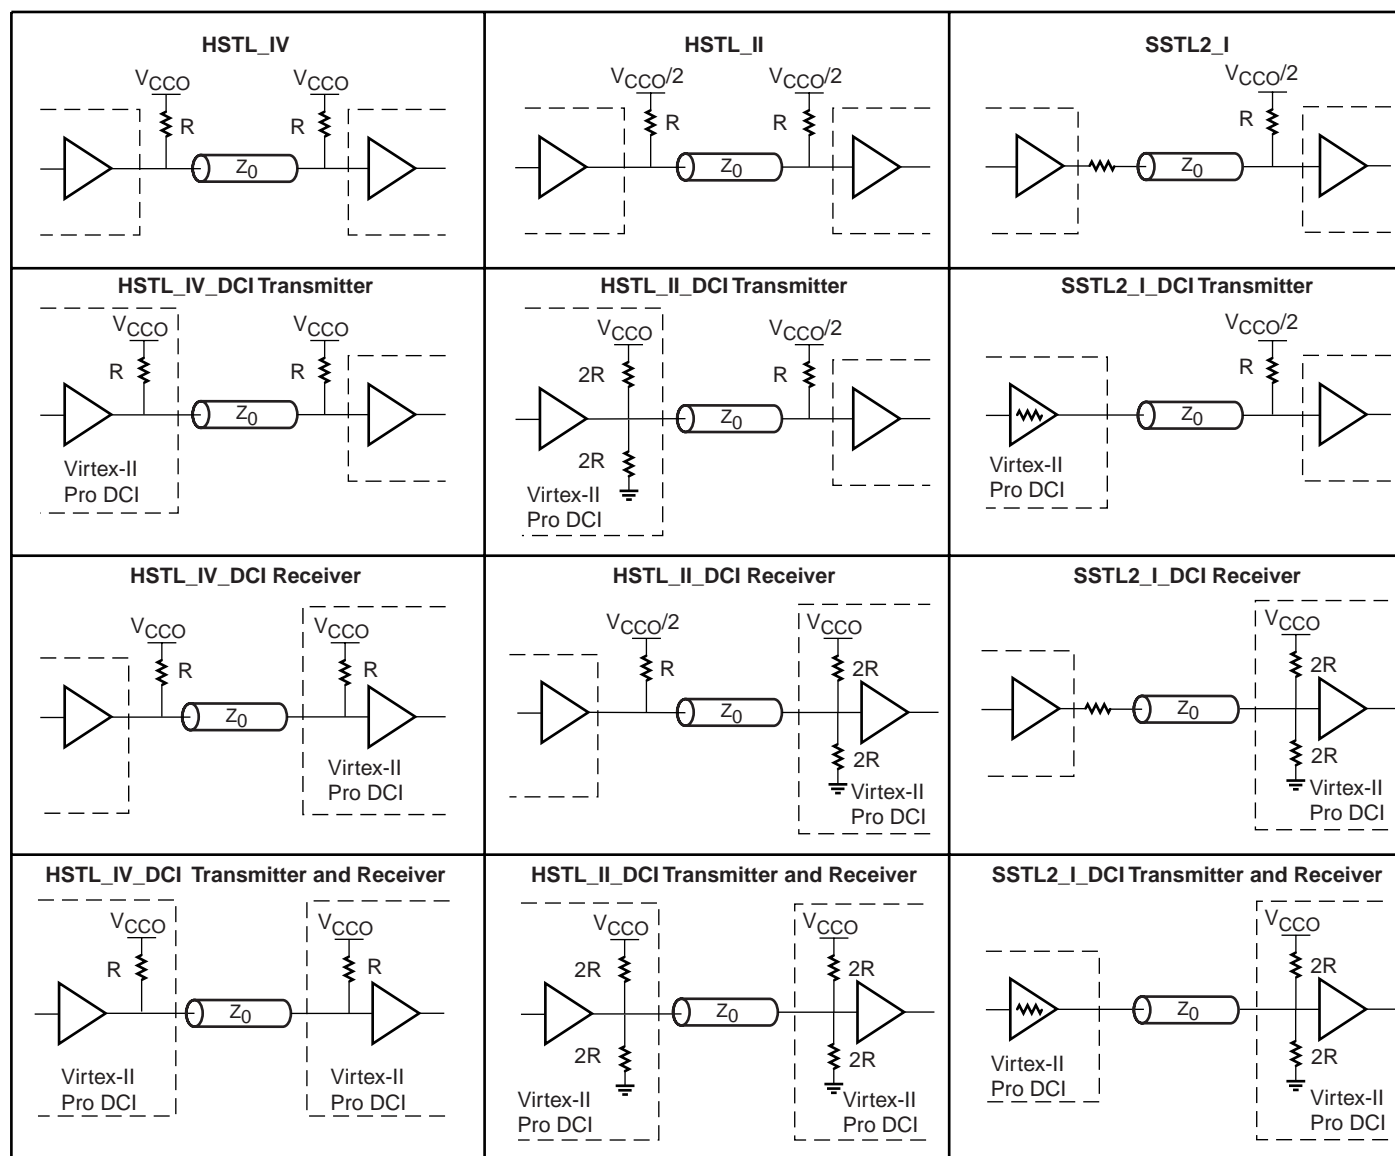 HSTL_IV
VCCO
VCCO
R
R
Z0
HSTL_II
VCCO/2
VCCO/2
R
R
Z0
SSTL2_I
VCCO/2
R
Z0
HSTL_IV_DCI Transmitter
VCCO
VCCO
R
R
Z0
Virtex-II
Pro DCI
HSTL_II_DCI Transmitter
VCCO
VCCO/2
2R
R
Z0
2R
Virtex-II
Pro DCI
SSTL2_I_DCI Transmitter
VCCO/2
R
Z0
Virtex-II
Pro DCI
HSTL_IV_DCI Receiver
VCCO
VCCO
R
R
Z0
Virtex-II
Pro DCI
HSTL_II_DCI Receiver
VCCO/2
VCCO
R
2R
Z0
2R
Virtex-II
Pro DCI
SSTL2_I_DCI Receiver
VCCO
2R
Z0
2R
Virtex-II
Pro DCI
HSTL_IV_DCI Transmitter and Receiver
VCCO
VCCO
R
R
Z0
Virtex-II
Pro DCI
Virtex-II
Pro DCI
HSTL_II_DCI Transmitter and Receiver
VCCO
VCCO
2R
2R
Z0
2R
2R
Virtex-II
Pro DCI
Virtex-II
Pro DCI
SSTL2_I_DCI Transmitter and Receiver
VCCO
2R
Z0
2R
Virtex-II
Pro DCI
Virtex-II
Pro DCI